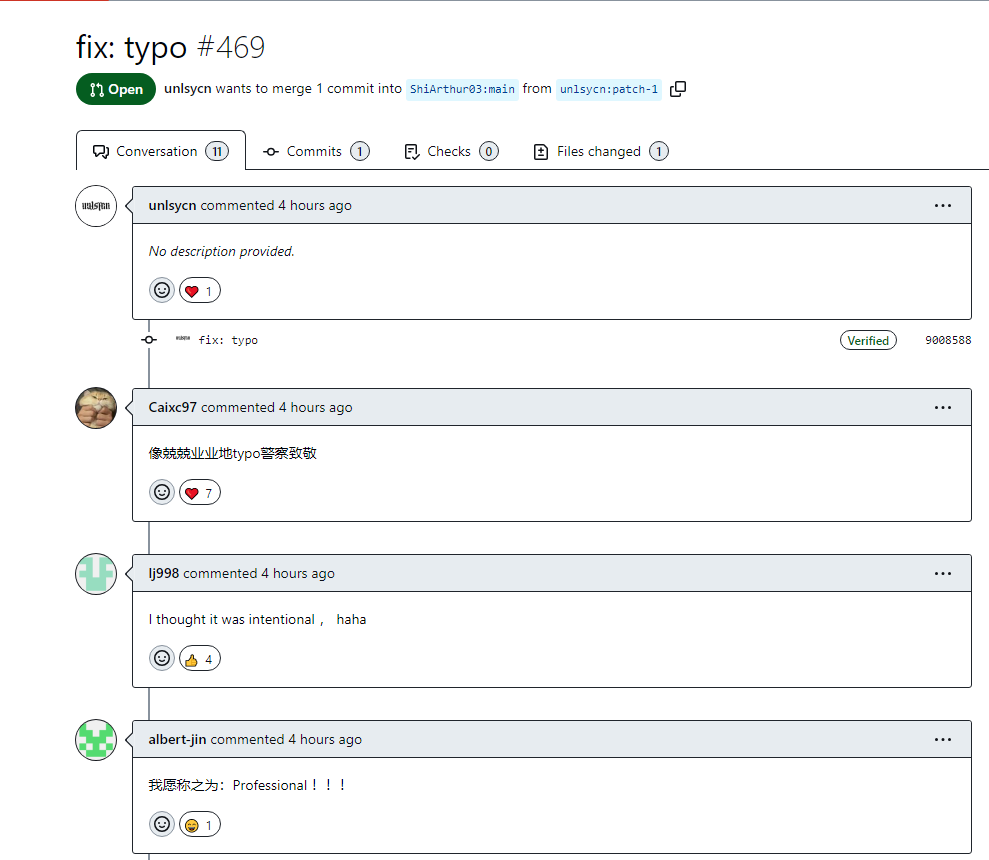 fix: typo #469
Open unlsycn wants to merge 1 commit into ShiArthur03:main from unlsycn:patch-1
Conversation 11 Commits 1 Checks 0 Files changed 1
unlsycn
unlsycn commented 4 hours ago
No description provided.
1
unlsycn fix: typo Verified 9008588
Caixc97 commented 4 hours ago
像兢兢业业地typo警察致敬
7
lj998 commented 4 hours ago
I thought it was intentional ， haha
4
albert-jin commented 4 hours ago
我愿称之为：Professional！！！
1